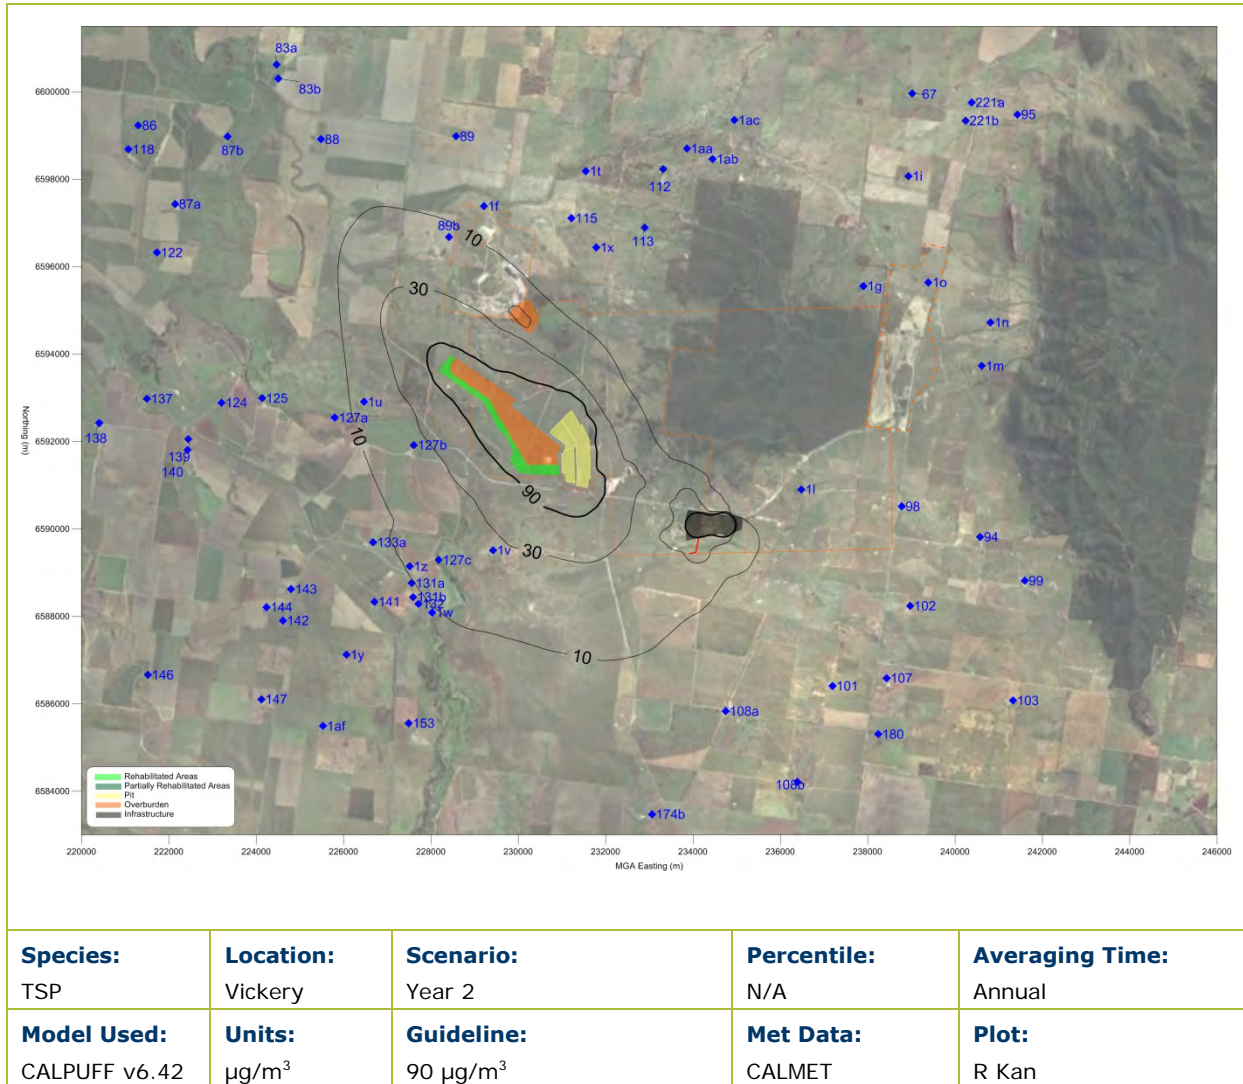 83a
83b
6600000
67
221a
95
221b
86
118
87b
88
89
1ac
1aa
1ab
6598000
1t
112
1i
87a
1f
115
113
89b
10
1x
122
6596000
30
1g
1o
1n
6594000
1m
137
124
125
1u
127a
138
10
127b
6592000
139
140
Northing (m)
90
1l
98
6590000
133a
1v
30
94
1z
127c
131a
143
131b
141
132
99
6588000
144
142
1w
102
1y
10
146
107
101
147
103
6586000
1af
153
108a
180
108b
6584000
174b
Rehabilitated Areas
Partially Rehabilitated Areas
Pit
Overburden
Infrastructure
220000 222000 224000 226000 228000 230000 232000 234000 236000 238000 240000 242000 244000 246000
MGA Easting (m)
Species: Location: Scenario: Percentile: Averaging Time:
TSP Vickery Year 2 N/A Annual
Model Used: Units: Guideline: Met Data: Plot:
CALPUFF v6.42 µg/m³ 90 µg/m³ CALMET R Kan